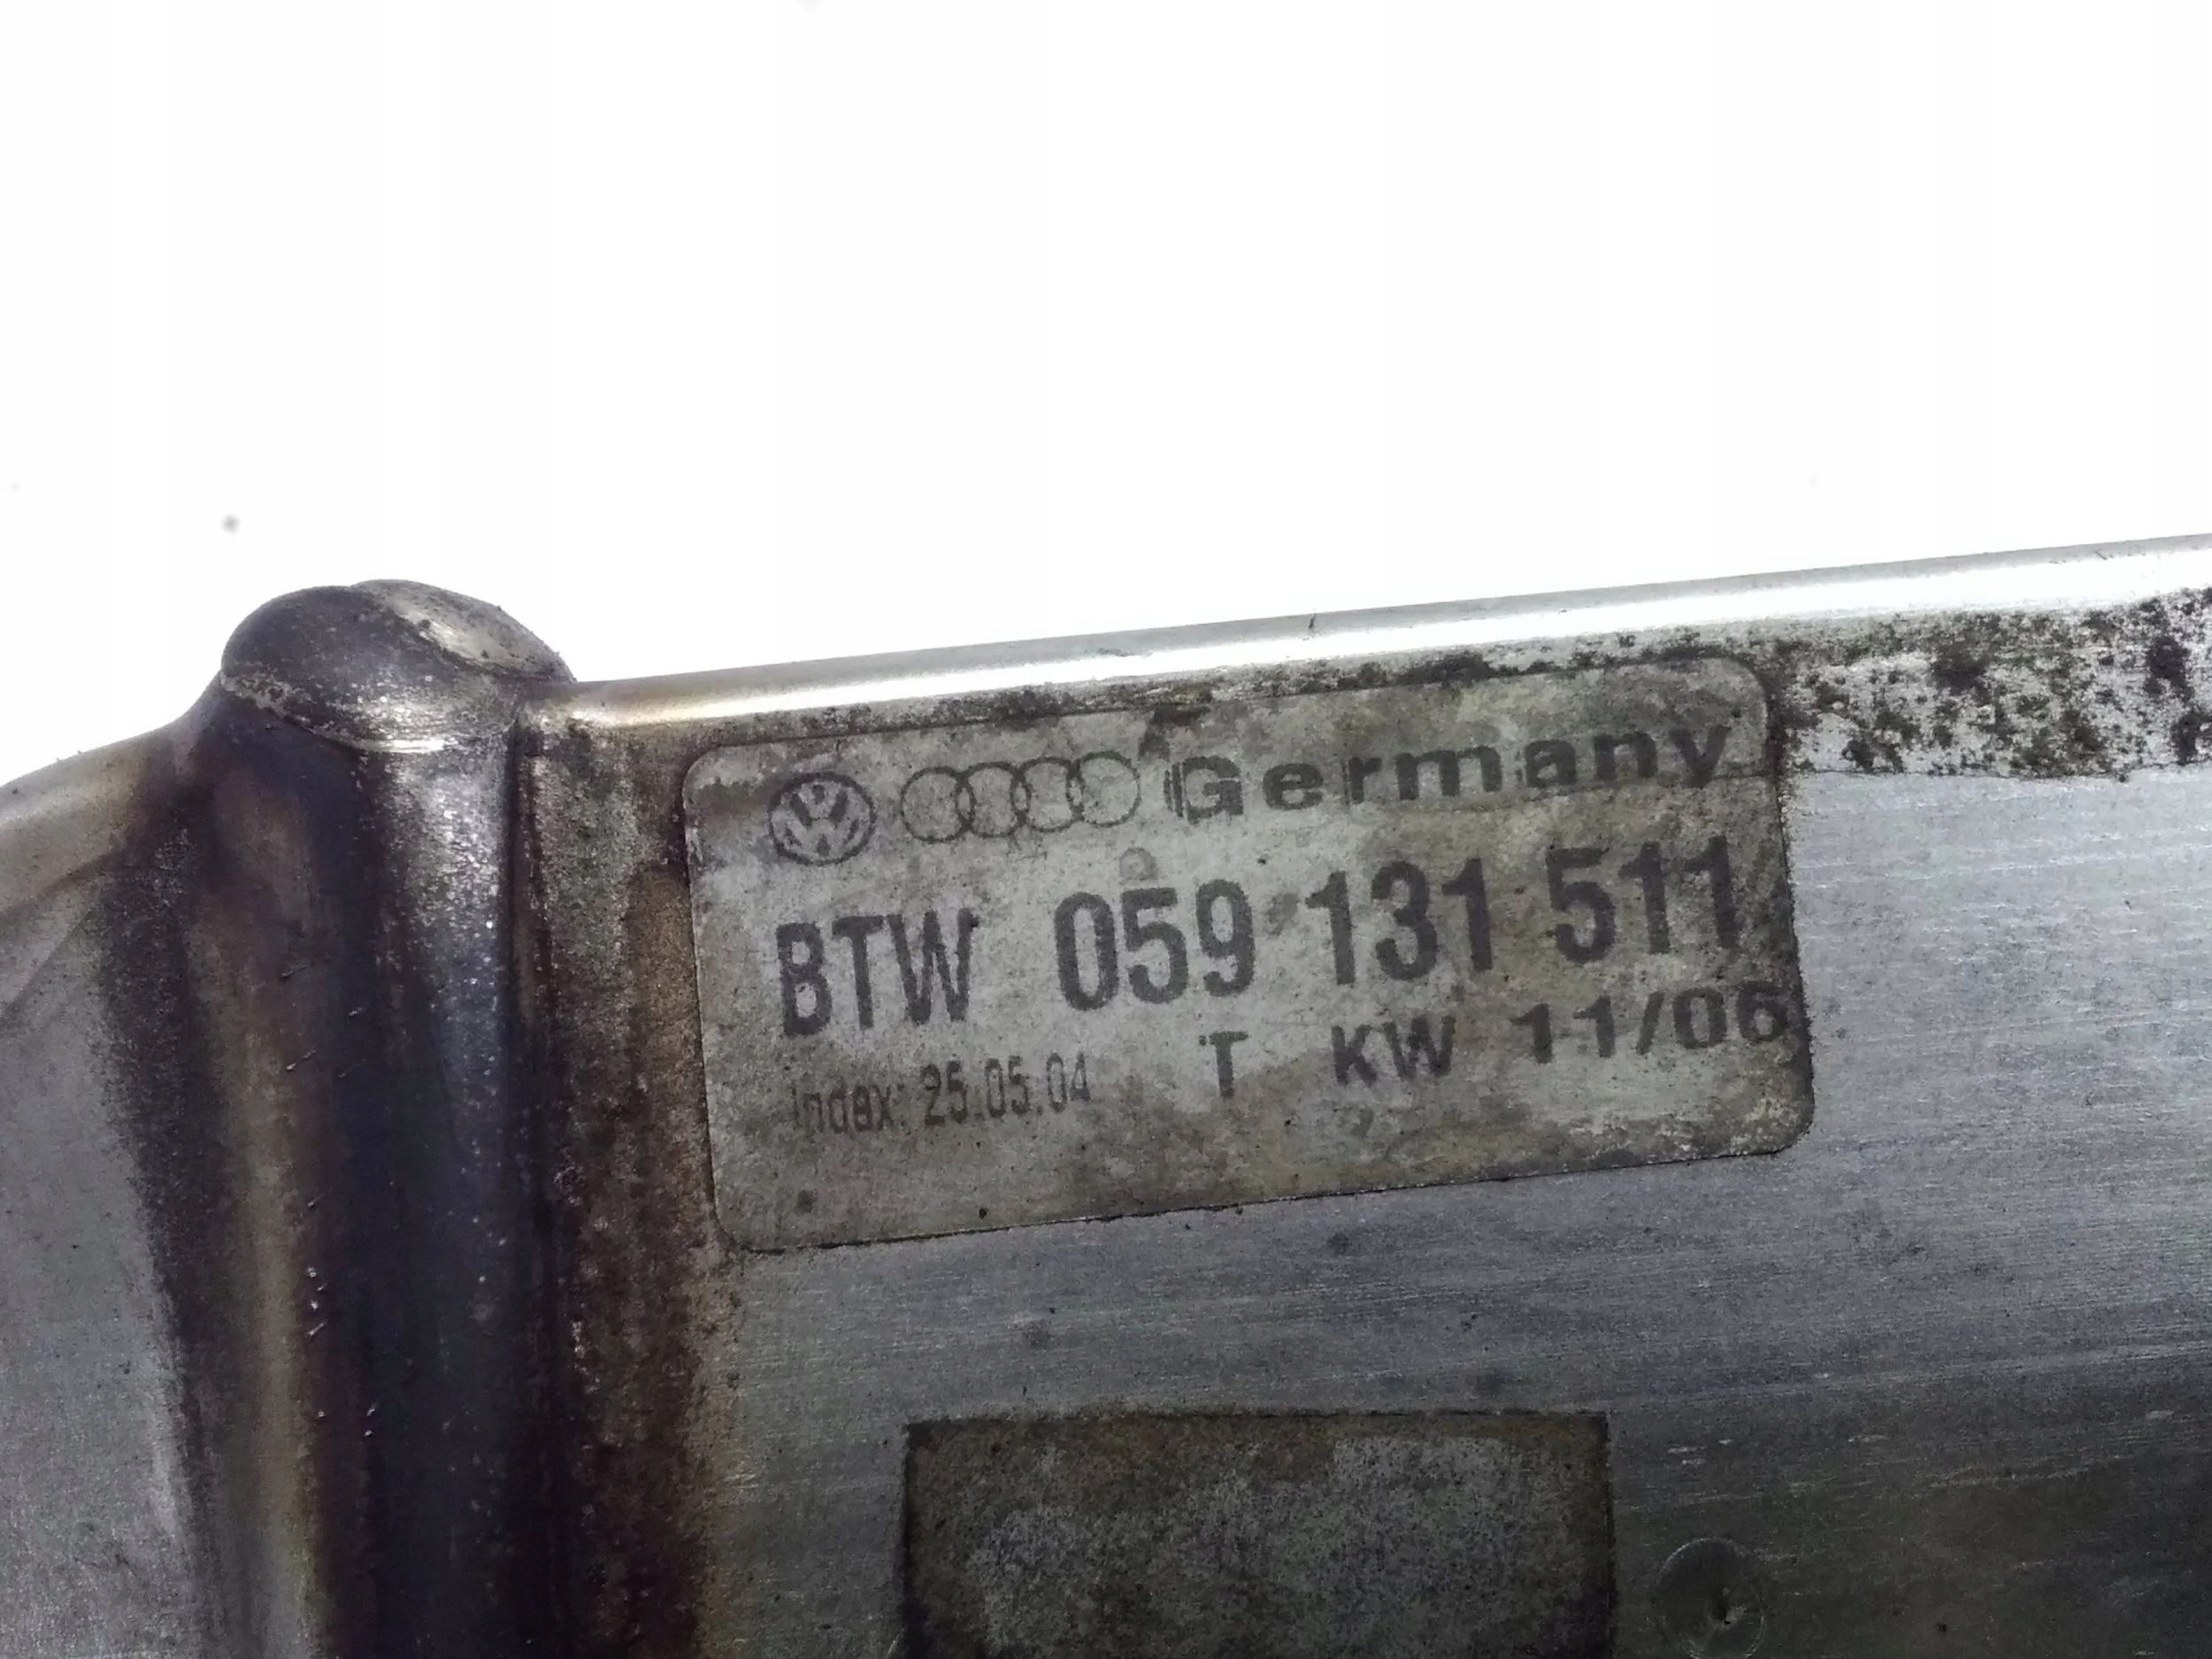 Germany
BTW 059 131 511
Index: 25.05.04 T KW 11/06